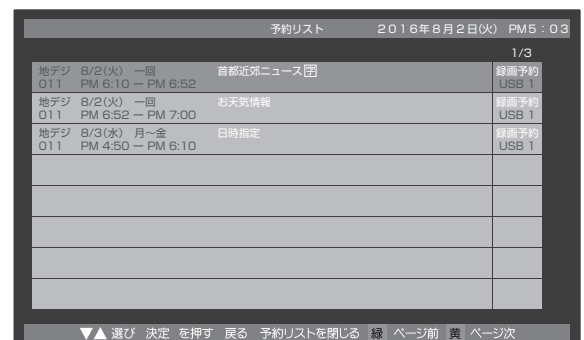 予約リスト 2016年8月2日(火) PM5:03
1/3
地デジ 8/2(火) 一回 首都近郊ニュース字 録画予約
011 PM 6:10 ー PM 6:52 USB 1
地デジ 8/2(火) 一回 お天気情報 録画予約
011 PM 6:52 ー PM 7:00 USB 1
地デジ 8/3(水) 月~金 日時指定 録画予約
011 PM 4:50 ー PM 6:10 USB 1
▼▲ 選び 決定 を押す 戻る 予約リストを閉じる 緑 ページ前 黄 ページ次